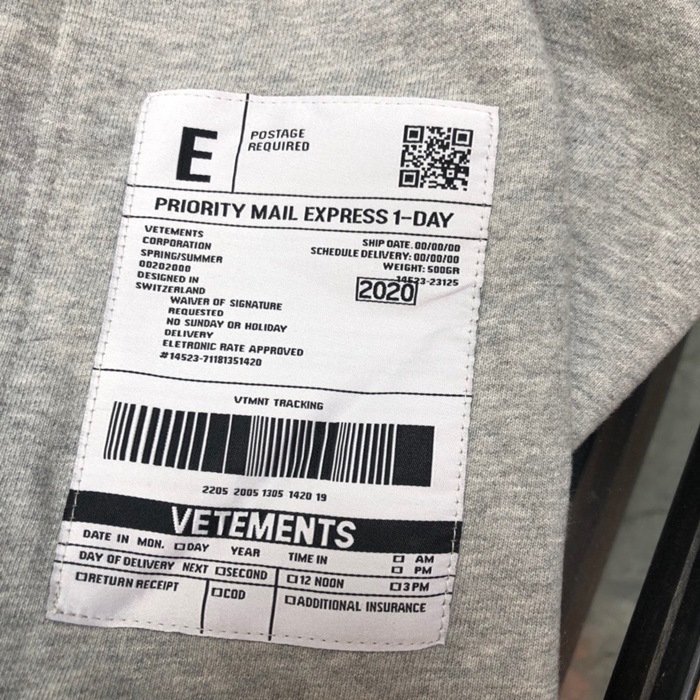 E
POSTAGE
REQUIRED
PRIORITY MAIL EXPRESS 1-DAY
VETEMENTS
CORPORATION
SPRING/SUMMER
00202000
DESIGNED IN
SWITZERLAND
SHIP DATE. 00/00/00
SCHEDULE DELIVERY: 00/00/00
WEIGHT: 500GR
14523-23125
2020
WAIVER OF SIGNATURE
REQUESTED
NO SUNDAY OR HOLIDAY
DELIVERY
ELETRONIC RATE APPROVED
#14523-71181351420
VTMNT TRACKING
2205 2005 1305 1420 19
VETEMENTS
DATE IN MON. DAY YEAR TIME IN AM
PM
DAY OF DELIVERY NEXT SECOND 12 NOON 3 PM
RETURN RECEIPT COD ADDITIONAL INSURANCE